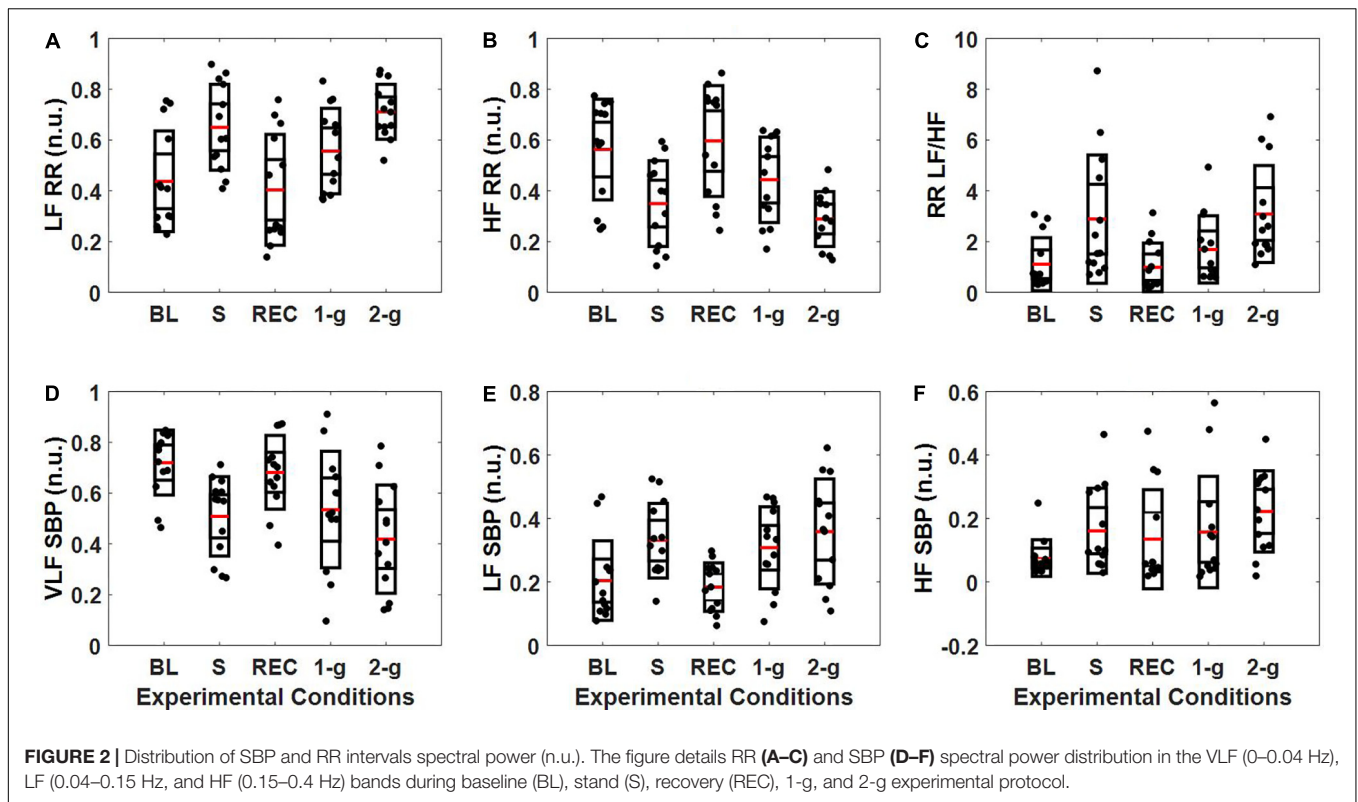 A
LF RR (n.u.)
1
0.8
0.6
0.4
0.2
0
BL S REC 1-g 2-g
B
HF RR (n.u.)
1
0.8
0.6
0.4
0.2
0
BL S REC 1-g 2-g
C
RR LF/HF
10
8
6
4
2
0
BL S REC 1-g 2-g
D
VLF SBP (n.u.)
1
0.8
0.6
0.4
0.2
0
BL S REC 1-g 2-g
Experimental Conditions
E
LF SBP (n.u.)
0.8
0.6
0.4
0.2
0
BL S REC 1-g 2-g
Experimental Conditions
F
HF SBP (n.u.)
0.6
0.4
0.2
0
-0.2
BL S REC 1-g 2-g
Experimental Conditions
FIGURE 2 | Distribution of SBP and RR intervals spectral power (n.u.). The figure details RR (A–C) and SBP (D–F) spectral power distribution in the VLF (0–0.04 Hz),
LF (0.04–0.15 Hz, and HF (0.15–0.4 Hz) bands during baseline (BL), stand (S), recovery (REC), 1-g, and 2-g experimental protocol.